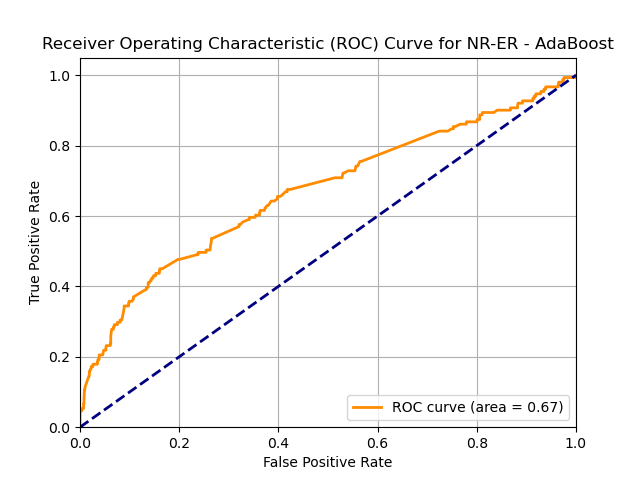 Receiver Operating Characteristic (ROC) Curve for NR-ER - AdaBoost
1.0
0.8
0.6
0.4
0.2
0.0
True Positive Rate
ROC curve (area = 0.67)
0.0 0.2 0.4 0.6 0.8 1.0
False Positive Rate